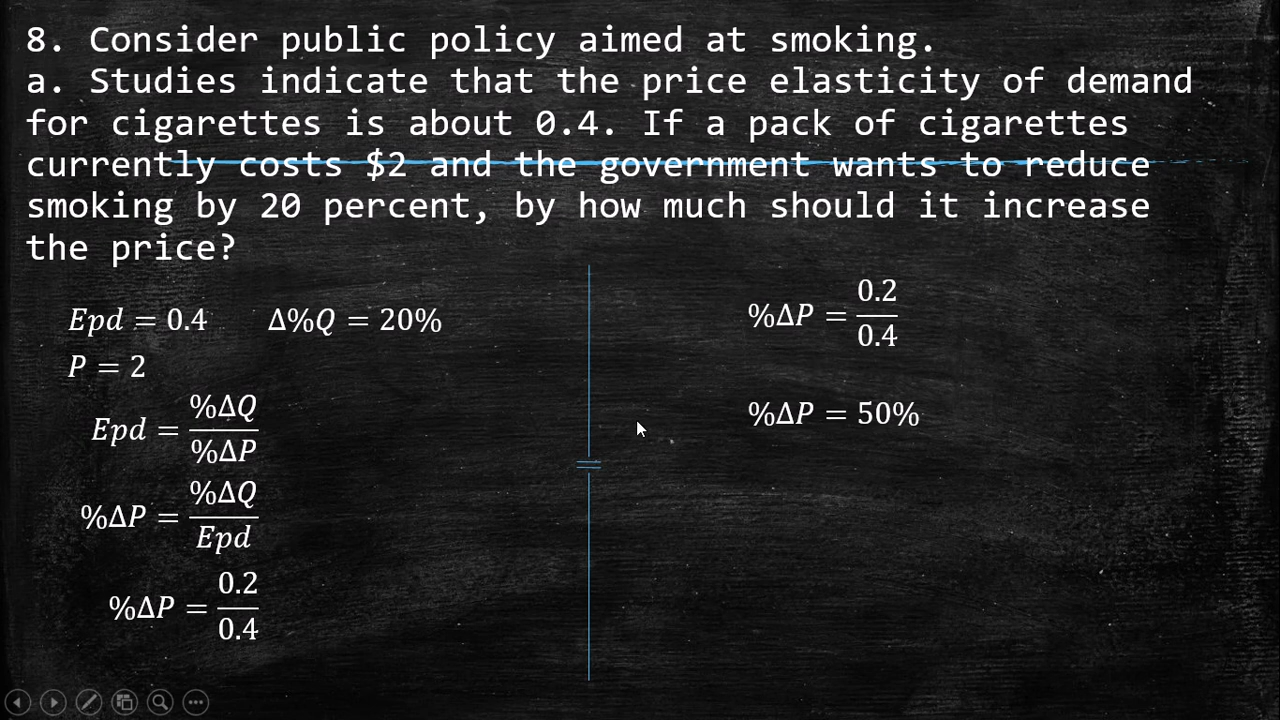 8. Consider public policy aimed at smoking.
a. Studies indicate that the price elasticity of demand
for cigarettes is about 0.4. If a pack of cigarettes
currently costs $2 and the government wants to reduce
smoking by 20 percent, by how much should it increase
the price?
Epd = 0.4 Δ%Q = 20%
P = 2
Epd = %ΔQ / %ΔP
%ΔP = %ΔQ / Epd
%ΔP = 0.2 / 0.4
%ΔP = 0.2 / 0.4
%ΔP = 50%